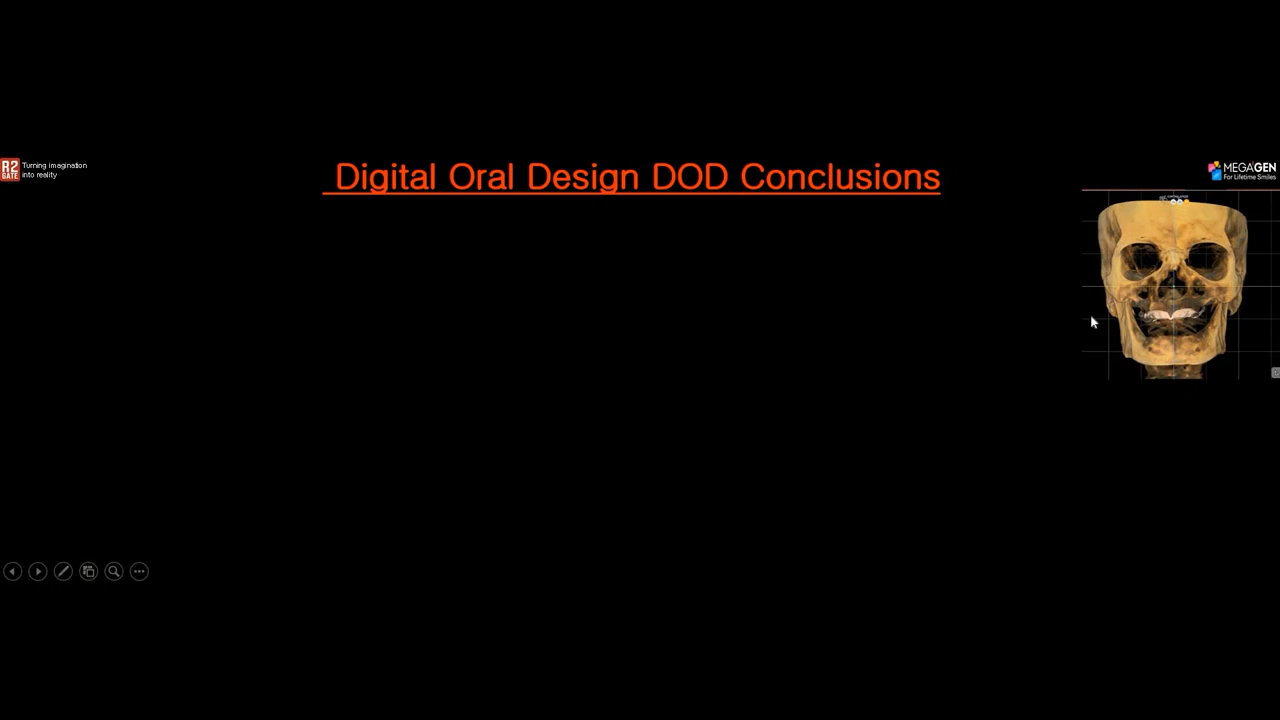 Digital Oral Design DOD Conclusions
R2
GATE
Turning imagination
into reality
MEGAGEN
For Lifetime Smiles